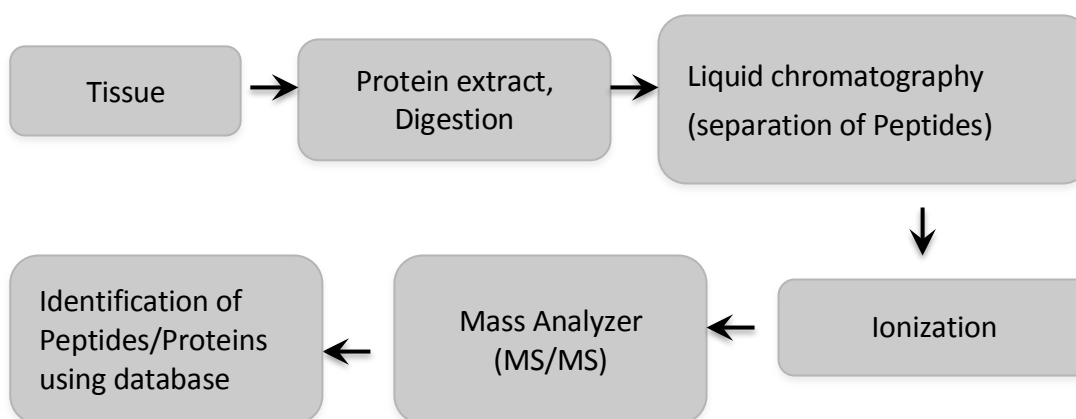 Tissue
Protein extract,
Digestion
Liquid chromatography
(separation of Peptides)
Ionization
Mass Analyzer
(MS/MS)
Identification of
Peptides/Proteins
using database